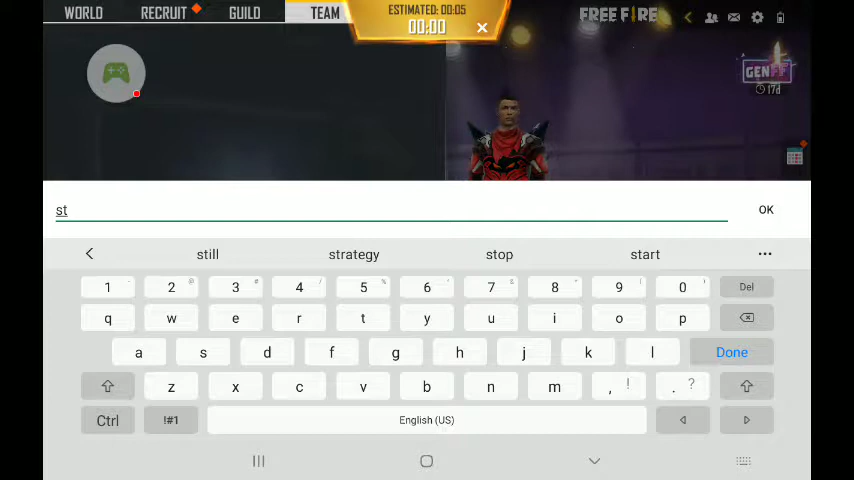 WORLD RECRUIT GUILD TEAM
ESTIMATED: 00:05
00:00
FREE FIRE
GENFF
17d
st
OK
still strategy stop start
1 2 3 4 5 6 7 8 9 0 Del
q w e r t y u i o p
a s d f g h j k l Done
z x c v b n m , ! . ?
Ctrl !#1 English (US)